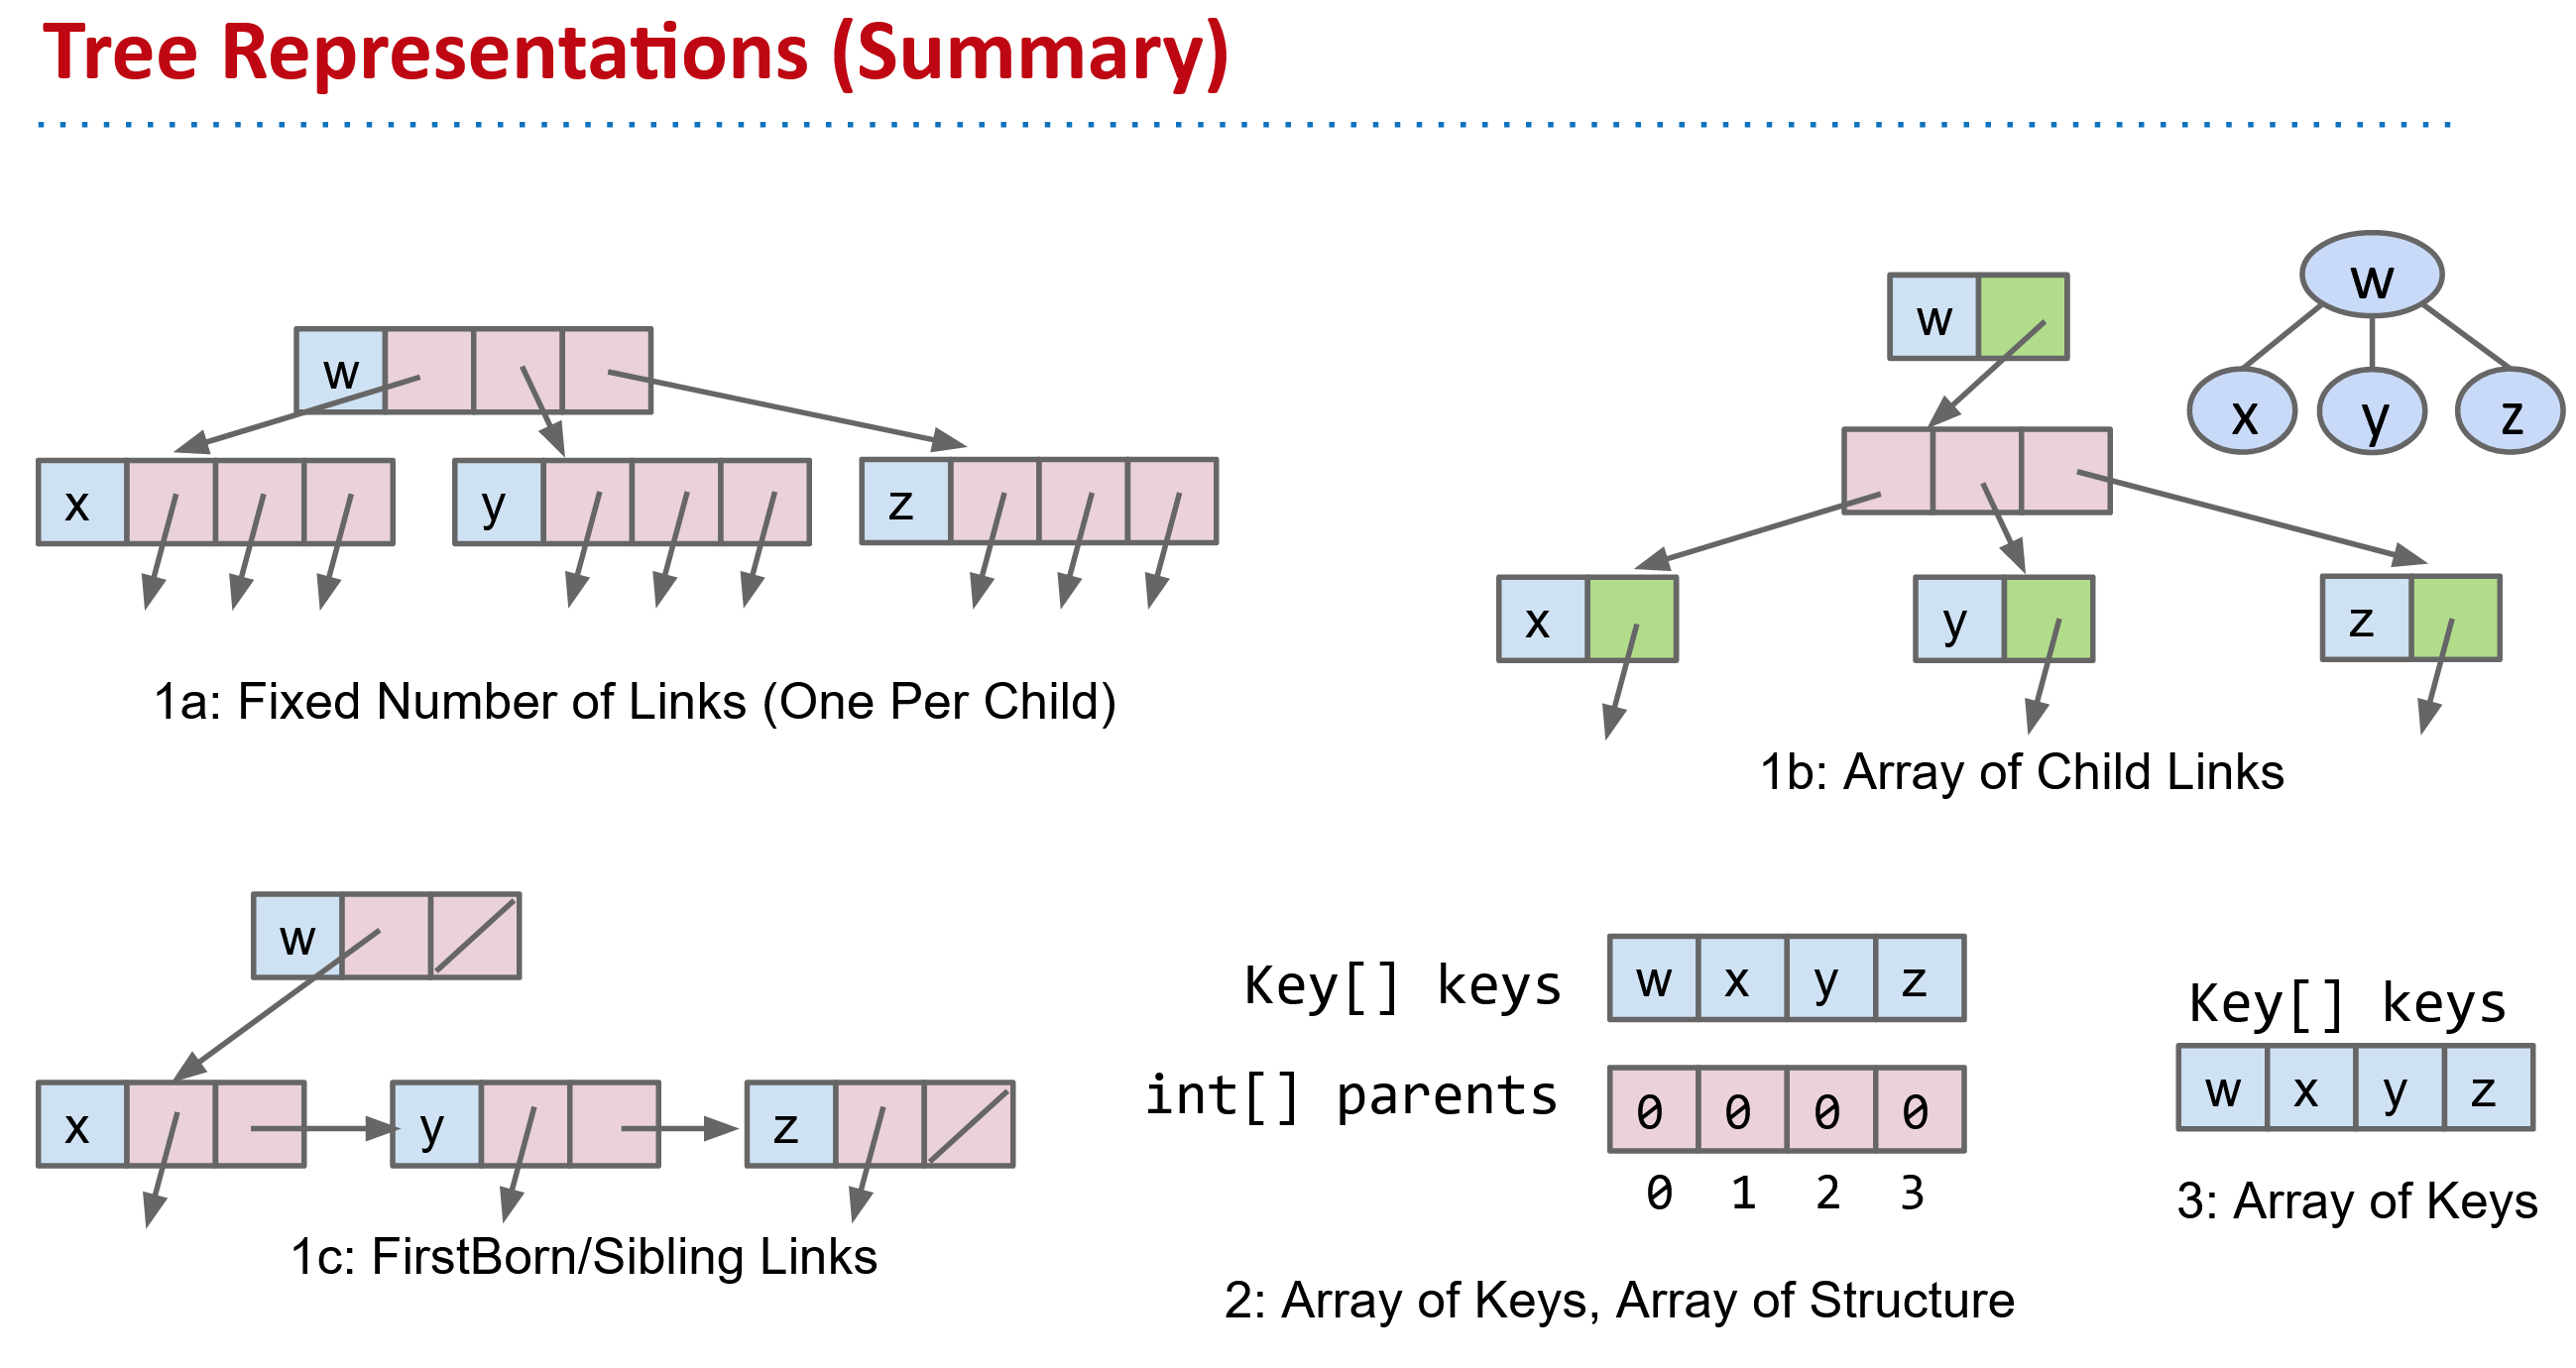 Tree Representations (Summary)
w
x y z
1a: Fixed Number of Links (One Per Child)
w
x y z
1b: Array of Child Links
w
x y z
w
x y z
1c: FirstBorn/Sibling Links
Key[] keys w x y z
int[] parents 0 0 0 0
0 1 2 3
2: Array of Keys, Array of Structure
Key[] keys
w x y z
3: Array of Keys